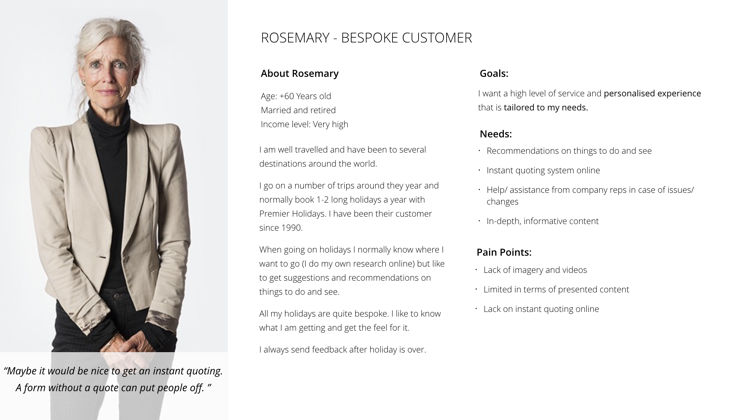 ROSEMARY - BESPOKE CUSTOMER
About Rosemary
Age: +60 Years old
Married and retired
Income level: Very high
I am well travelled and have been to several
destinations around the world.
I go on a number of trips around they year and
normally book 1-2 long holidays a year with
Premier Holidays. I have been their customer
since 1990.
When going on holidays I normally know where I
want to go (I do my own research online) but like
to get suggestions and recommendations on
things to do and see.
All my holidays are quite bespoke. I like to know
what I am getting and get the feel for it.
I always send feedback after holiday is over.
Goals:
I want a high level of service and personalised experience
that is tailored to my needs.
Needs:
· Recommendations on things to do and see
· Instant quoting system online
· Help/ assistance from company reps in case of issues/
changes
· In-depth, informative content
Pain Points:
· Lack of imagery and videos
· Limited in terms of presented content
· Lack on instant quoting online
“Maybe it would be nice to get an instant quoting.
A form without a quote can put people off. ”